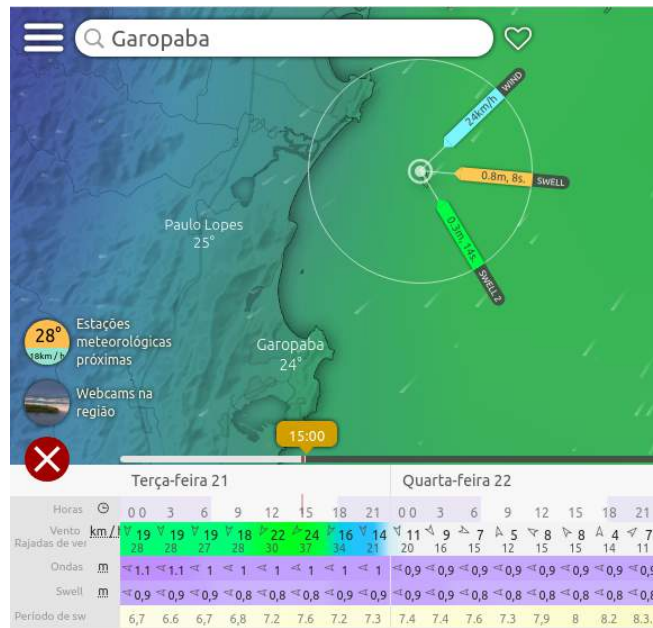 Garopaba
24km/h WIND
0.8m, 8s. SWELL
0.3m, 14s. SWELL 2
Paulo Lopes
25°
28°
18km / h
Estações
meteorológicas
próximas
Garopaba
24°
Webcams na
região
15:00
Terça-feira 21 Quarta-feira 22
Horas 0 0 3 6 9 12 15 18 21 0 0 3 6 9 12 15 18 21
Vento km/h 19 19 19 18 22 24 16 14 11 9 7 5 8 8 4 7
Rajadas de ver 28 28 27 28 30 37 34 21 20 16 15 12 15 15 14 11
Ondas m 1.1 1.1 1 1 1 1 1 1 0,9 0,9 0,9 0,9 0,9 0,9 0,9 0,9
Swell m 0,9 0,9 0,9 0,8 0,8 0,8 0,8 0,9 0,9 0,9 0,9 0,9 0,9 0,9 0,9 0,9
Período de sw 6,7 6.6 6,7 6,8 7.2 7.6 7.2 7.3 7.4 7.4 7.6 7.3 7,9 8 8.2 8.3.